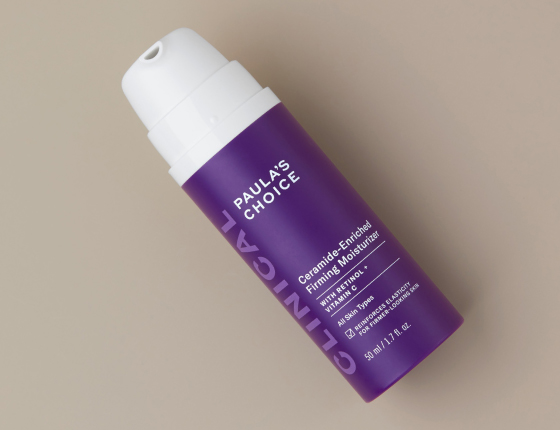 PAULA'S
CHOICE
CLINICAL
Ceramide-Enriched
Firming Moisturizer
WITH RETINOL +
VITAMIN C
All Skin Types
REINFORCES ELASTICITY
FOR FIRMER-LOOKING SKIN
50 ml / 1.7 fl. oz.